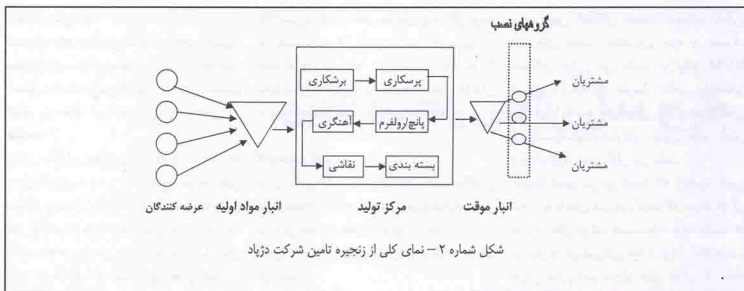 گروههای نصب
برشکاری
پرسکاری
مشتریان
آهنگری
پانچ/رولفرم
مشتریان
نقاشی
بسته بندی
مشتریان
عرضه کنندگان
انبار مواد اولیه
مرکز تولید
انبار موقت
شکل شماره ۲ – نمای کلی از زنجیره تامین شرکت دژپاد